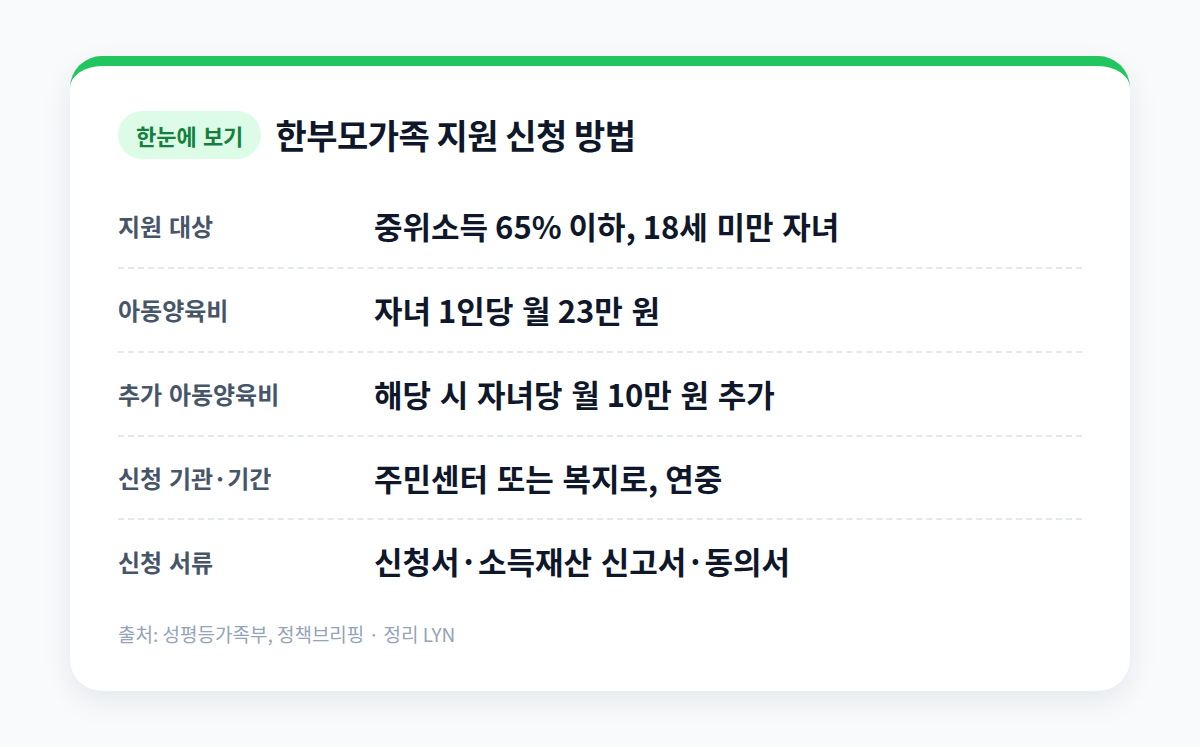 한눈에 보기 한부모가족 지원 신청 방법
지원 대상 중위소득 65% 이하, 18세 미만 자녀
아동양육비 자녀 1인당 월 23만 원
추가 아동양육비 해당 시 자녀당 월 10만 원 추가
신청 기관·기간 주민센터 또는 복지로, 연중
신청 서류 신청서·소득재산 신고서·동의서
출처: 성평등가족부, 정책브리핑 · 정리 LYN